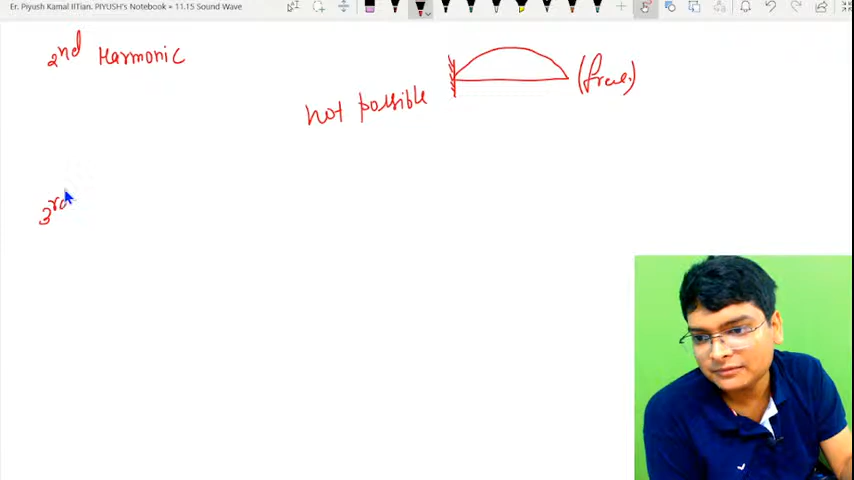 Er. Piyush Kamal IITian. PIYUSH's Notebook » 11.15 Sound Wave
2nd Harmonic
(free)
not possible
3rd